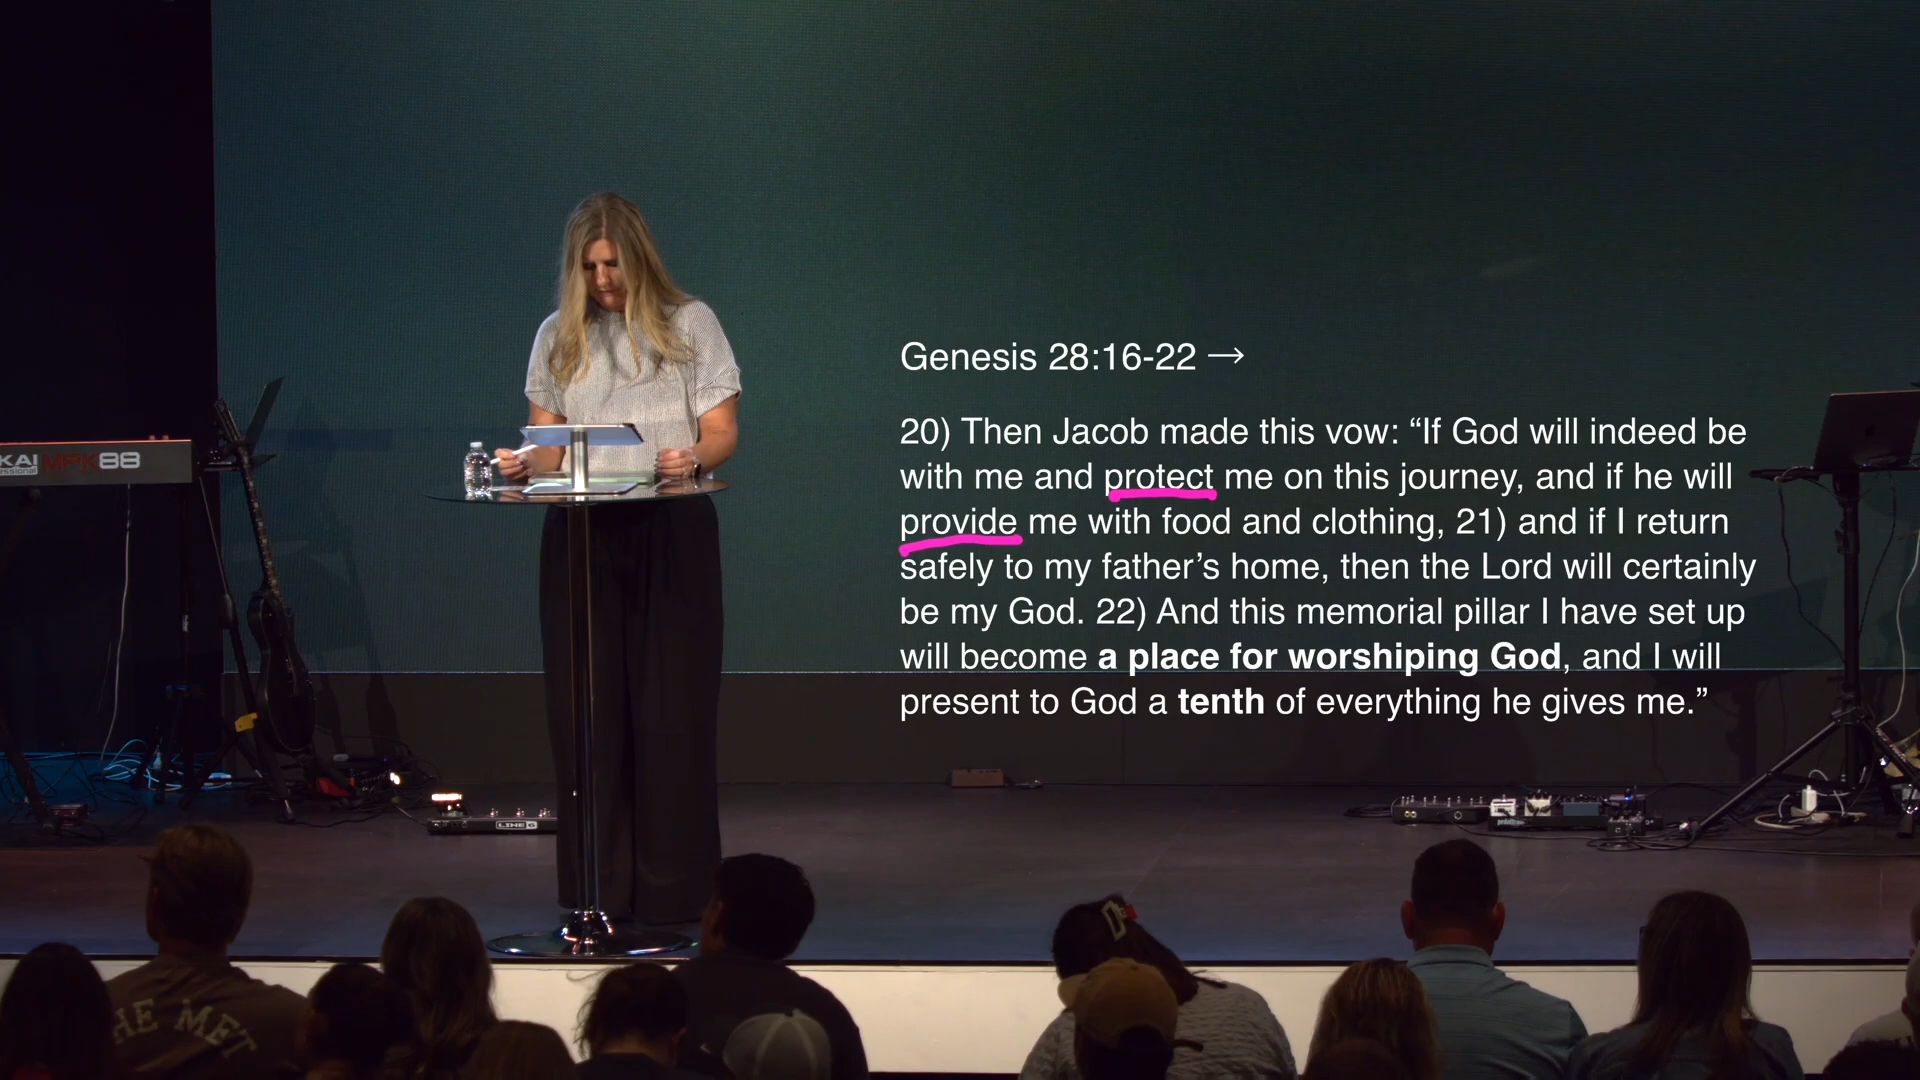 Genesis 28:16-22 →
20) Then Jacob made this vow: “If God will indeed be
with me and protect me on this journey, and if he will
provide me with food and clothing, 21) and if I return
safely to my father’s home, then the Lord will certainly
be my God. 22) And this memorial pillar I have set up
will become a place for worshiping God, and I will
present to God a tenth of everything he gives me.”
KAI MPK88
LINE 6
HE MET